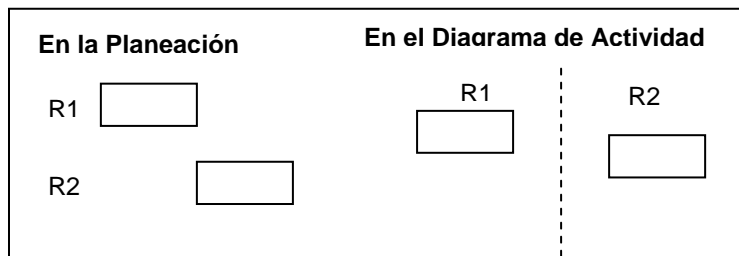 En la Planeación
R1
R2
En el Diagrama de Actividad
R1
R2